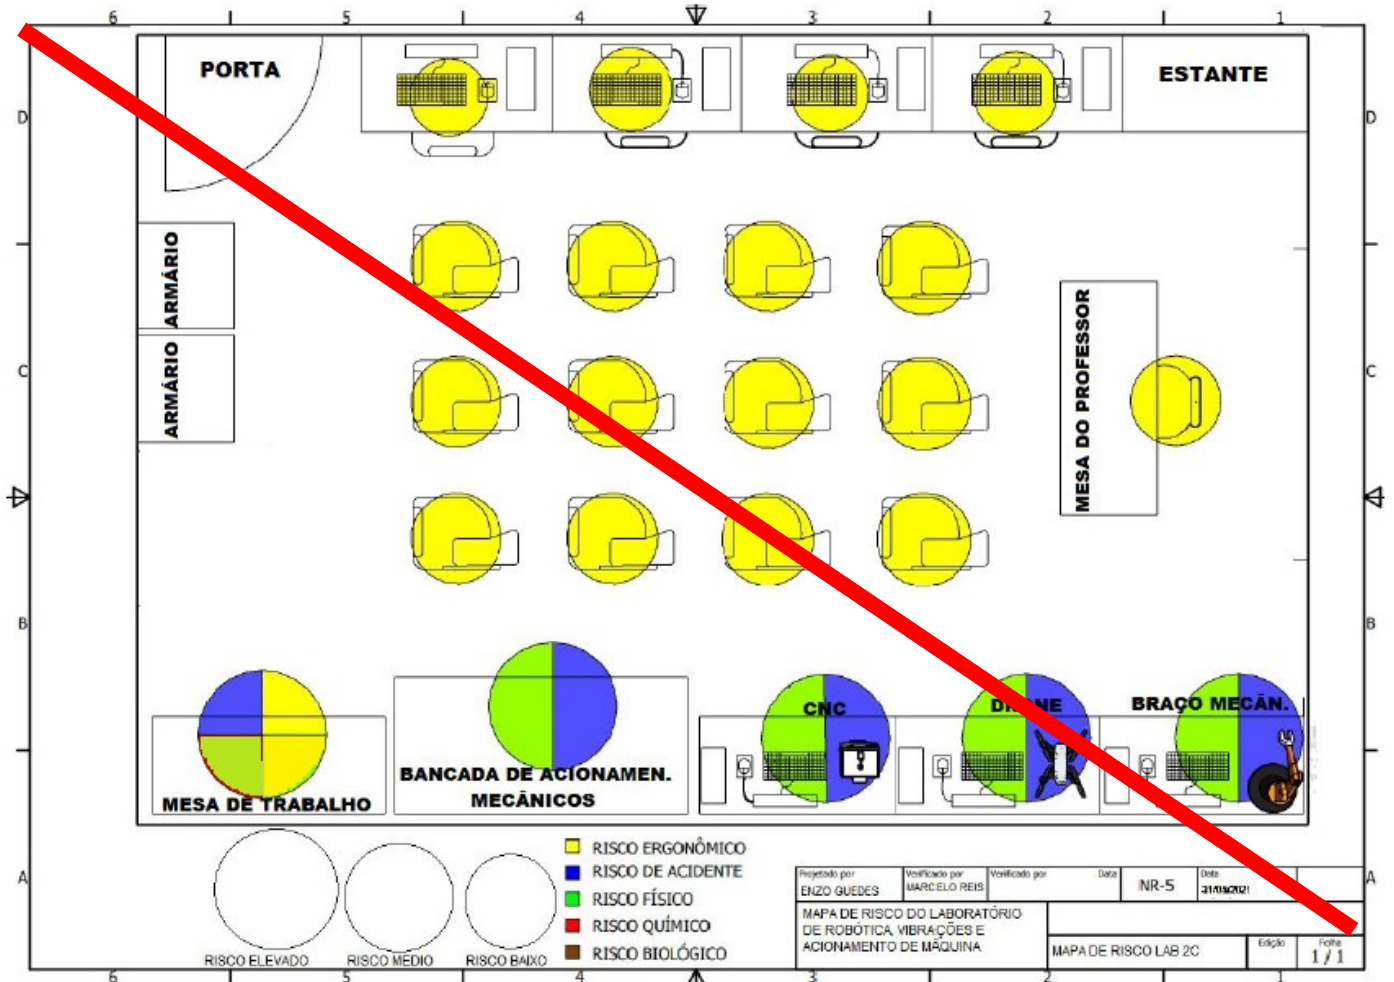 6 5 4 3 2 1
PORTA
ESTANTE
D D
ARMÁRIO
ARMÁRIO
C C
MESA DO PROFESSOR
B B
CNC
BRAÇO MECÂN.
BANCADA DE ACIONAMEN.
MECÂNICOS
MESA DE TRABALHO
A A
RISCO ELEVADO
RISCO MEDIO
RISCO BAIXO
RISCO ERGONÔMICO
RISCO DE ACIDENTE
RISCO FÍSICO
RISCO QUÍMICO
RISCO BIOLÓGICO
Projetado por
ENZO GUEDES
Verificado por
MARCELO REIS
Verificado por
Data
NR-5
Data
MAPA DE RISCO DO LABORATÓRIO
DE ROBÓTICA, VIBRAÇÕES E
ACIONAMENTO DE MÁQUINA
MAPA DE RISCO LAB 2C
Edição
Folha
1 / 1
6 5 4 3 2 1